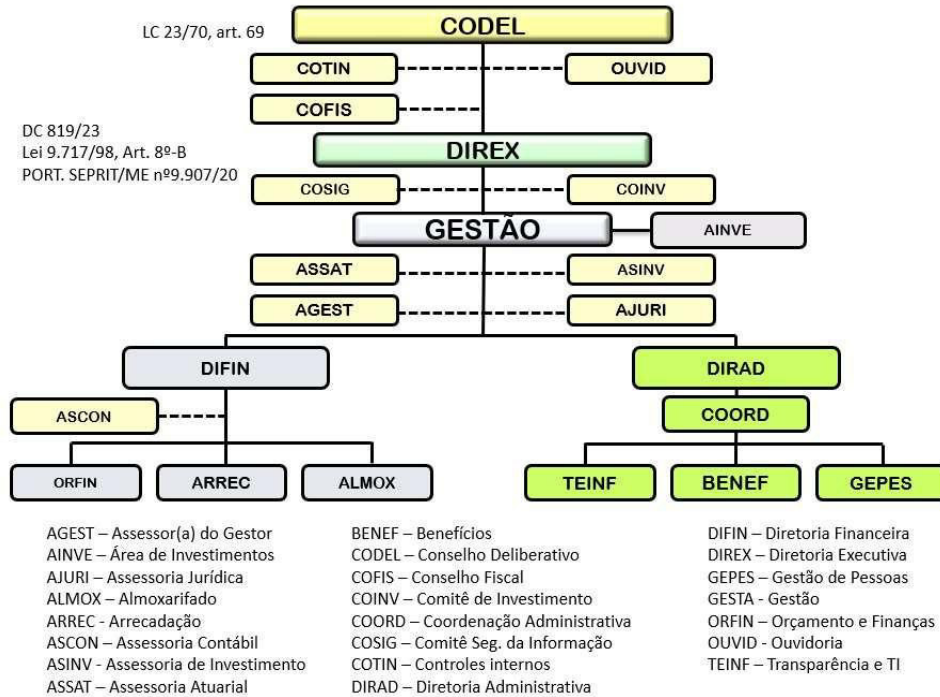 CODEL
LC 23/70, art. 69
COTIN
OUVID
COFIS
DC 819/23
Lei 9.717/98, Art. 8º-B
PORT. SEPRIT/ME nº9.907/20
DIREX
COSIG
COINV
GESTÃO
AINVE
ASSAT
ASINV
AGEST
AJURI
DIFIN
DIRAD
ASCON
COORD
ORFIN
ARREC
ALMOX
TEINF
BENEF
GEPES
AGEST – Assessor(a) do Gestor
AINVE – Área de Investimentos
AJURI – Assessoria Jurídica
ALMOX – Almoxarifado
ARREC - Arrecadação
ASCON – Assessoria Contábil
ASINV - Assessoria de Investimento
ASSAT – Assessoria Atuarial
BENEF – Benefícios
CODEL – Conselho Deliberativo
COFIS – Conselho Fiscal
COINV – Comitê de Investimento
COORD – Coordenação Administrativa
COSIG – Comitê Seg. da Informação
COTIN – Controles internos
DIRAD – Diretoria Administrativa
DIFIN – Diretoria Financeira
DIREX – Diretoria Executiva
GEPES – Gestão de Pessoas
GESTA - Gestão
ORFIN – Orçamento e Finanças
OUVID - Ouvidoria
TEINF – Transparência e TI